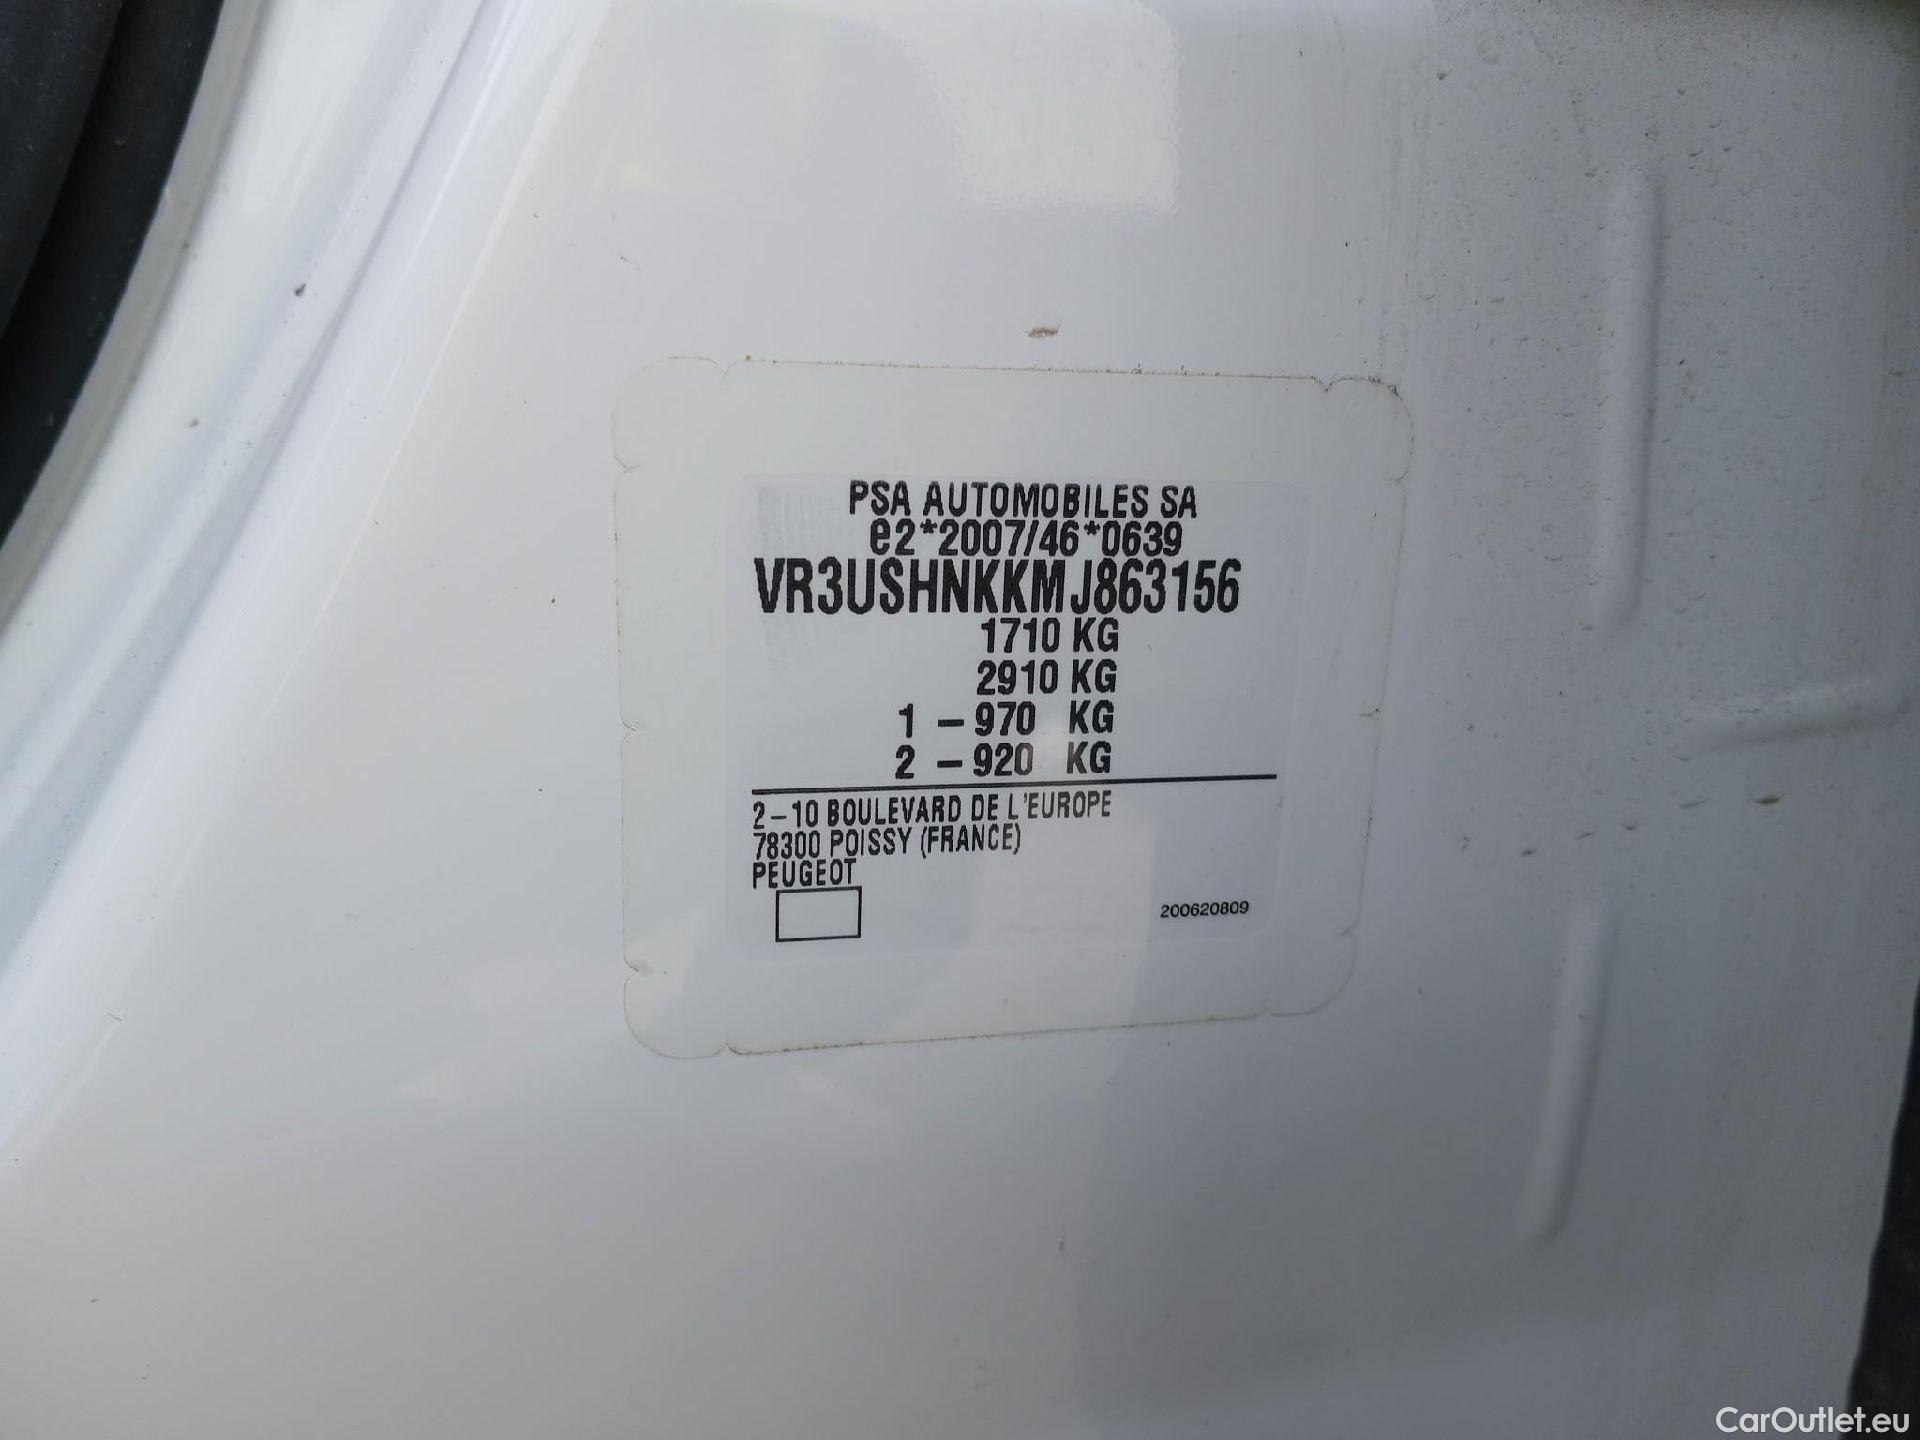 PSA AUTOMOBILES SA
e2*2007/46*0639
VR3USHNKKMJ863156
1710 KG
2910 KG
1 – 970 KG
2 – 920 KG
2–10 BOULEVARD DE L'EUROPE
78300 POISSY (FRANCE)
PEUGEOT
200620809
CarOutlet.eu